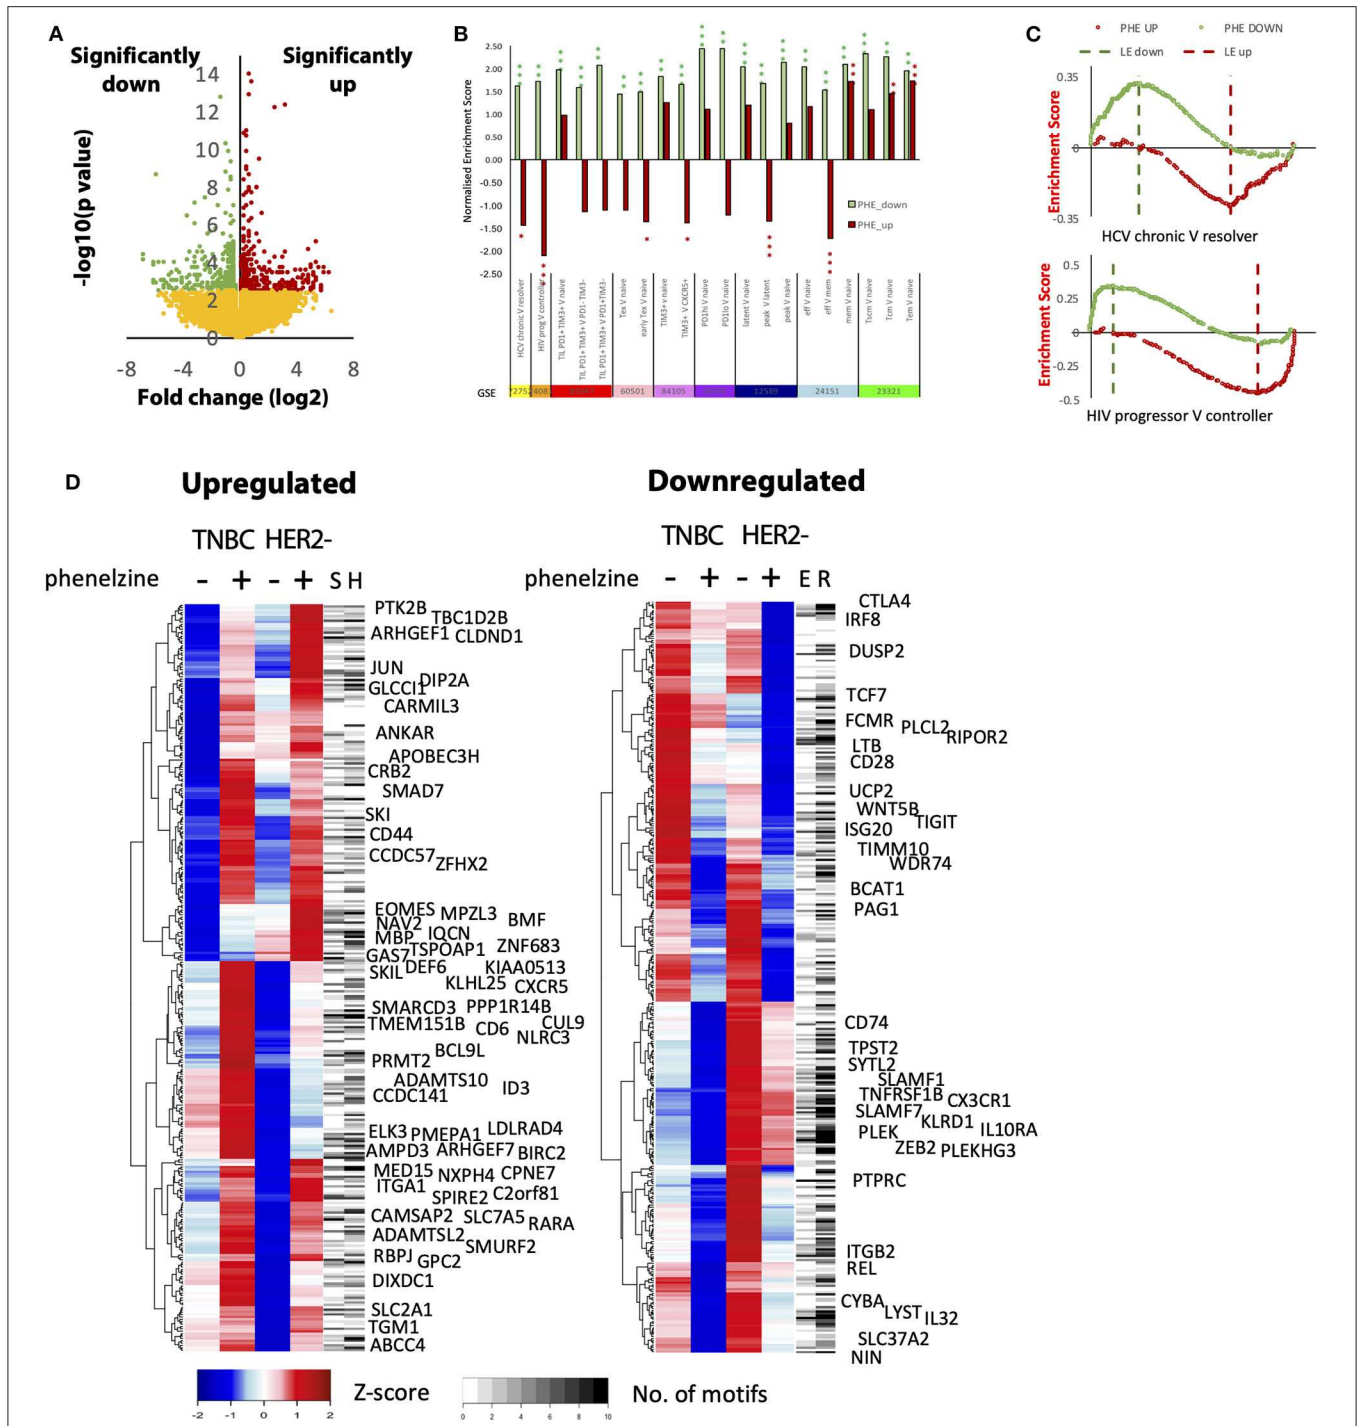 A
Significantly down
Significantly up
-log10(p value)
14
12
10
8
6
4
2
0
-8 -4 0 4 8
Fold change (log2)
B
Normalised Enrichment Score
2.50
2.00
1.50
1.00
0.50
0.00
-0.50
-1.00
-1.50
-2.00
-2.50
PHE_down
PHE_up
HCV chronic V resolver
HIV prog V controller
TIL PD1+ TIM3+ V naive
TIL PD1+TIM3+ V PD1- TIM3-
TIL PD1+ TIM3+ V PD1+TIM3-
Tex V naive
early Tex V naive
TIM3+ v naive
TIM3+ V CXCR5+
PD1hi V naive
PD1lo V naive
latent V naive
peak V latent
peak V naive
eff V naive
eff V mem
mem V naive
Tscm V naive
Tcm V naive
Tem V naive
GSE
60501
84105
12589
24151
23321
C
PHE UP PHE DOWN
LE down LE up
Enrichment Score
0.35
0
-0.35
HCV chronic V resolver
Enrichment Score
0.5
0.25
0
-0.25
-0.5
HIV progressor V controller
D
Upregulated
TNBC HER2-
phenelzine - + - + S H
PTK2B
TBC1D2B
ARHGEF1 CLDND1
JUN
DIP2A
GLCCI1
CARMIL3
ANKAR
APOBEC3H
CRB2
SMAD7
SKI
CD44
CCDC57
ZFHX2
EOMES MPZL3 BMF
NAV2
MBP IQCN
GAS7 TSPOAP1 ZNF683
SKIL DEF6 KIAA0513
KLHL25 CXCR5
SMARCD3 PPP1R14B
TMEM151B CD6 CUL9
NLRC3
BCL9L
PRMT2
ADAMTS10 ID3
CCDC141
ELK3 PMEPA1 LDLRAD4
AMPD3 ARHGEF7 BIRC2
MED15 NXPH4 CPNE7
ITGA1
SPIRE2 C2orf81
CAMSAP2 SLC7A5 RARA
ADAMTSL2
SMURF2
RBPJ GPC2
DIXDC1
SLC2A1
TGM1
ABCC4
-2 -1 0 1 2
Z-score
Downregulated
TNBC HER2-
phenelzine - + - + E R
CTLA4
IRF8
DUSP2
TCF7
FCMR PLCL2 RIPOR2
LTB
CD28
UCP2
WNT5B
TIGIT
ISG20
TIMM10
WDR74
BCAT1
PAG1
CD74
TPST2
SYTL2
SLAMF1
TNFRSF1B CX3CR1
SLAMF7 KLRD1
PLEK IL10RA
ZEB2 PLEKHG3
PTPRC
ITGB2
REL
CYBA
LYST IL32
SLC37A2
NIN
0 2 4 6 8 10
No. of motifs